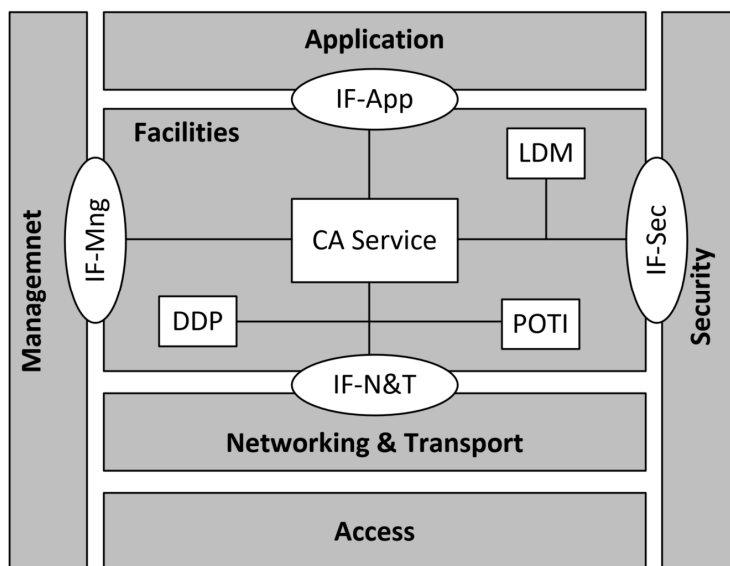 Application
IF-App
Facilities
LDM
Managemnet
IF-Mng
CA Service
IF-Sec
Security
DDP
POTI
IF-N&T
Networking & Transport
Access